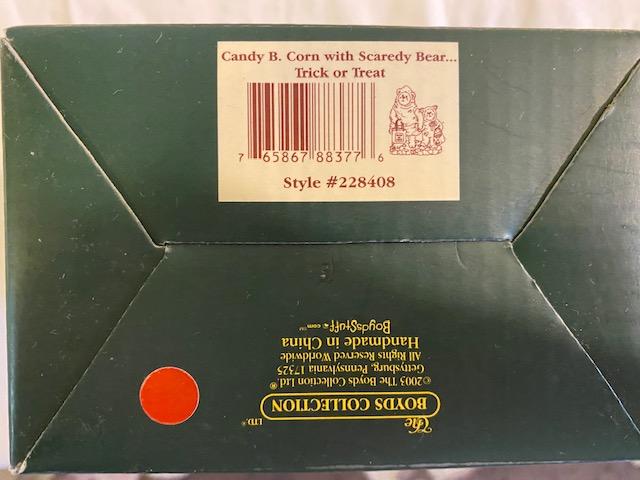 Candy B. Corn with Scaredy Bear...
Trick or Treat
7 65867 88377 6
Style #228408
The
BOYDS COLLECTION
LTD.®
©2003 The Boyds Collection Ltd.®
Gettysburg, Pennsylvania 17325
All Rights Reserved Worldwide
Handmade in China
BoydsStuff.com™